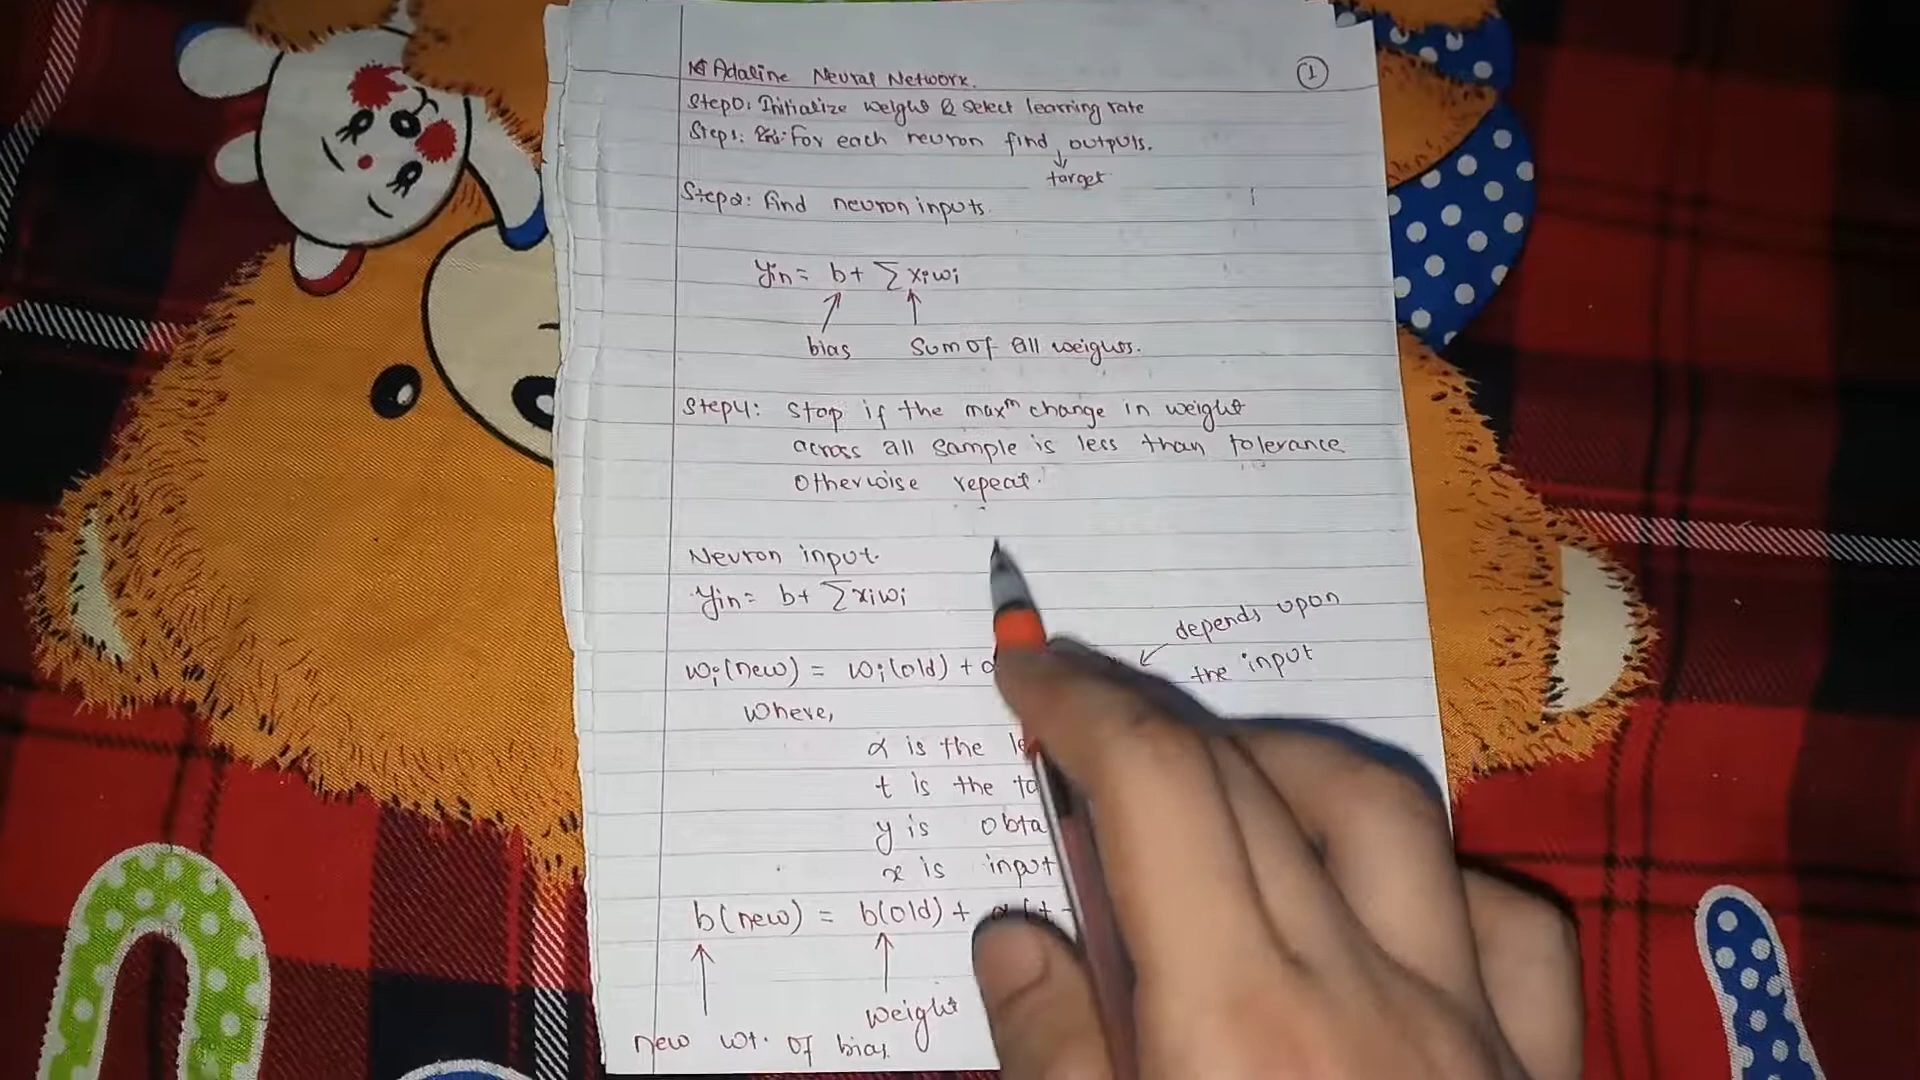 Adaline Neural Network.
①
Step0: Initialize weight & select learning rate
Step1: For each neuron find outputs.
target
Step2: Find neuron inputs.
Yin = b + ∑ xiwi
bias sum of all weights.
Step4: Stop if the maxᵐ change in weight
across all sample is less than tolerance
otherwise repeat.
Neuron input.
Yin = b + ∑ xiwi
depends upon
the input
wi(new) = wi(old) +
where,
α is the
t is the
y is
x is input
b(new) = b(old) + α(t -
weight
new wt. of bias